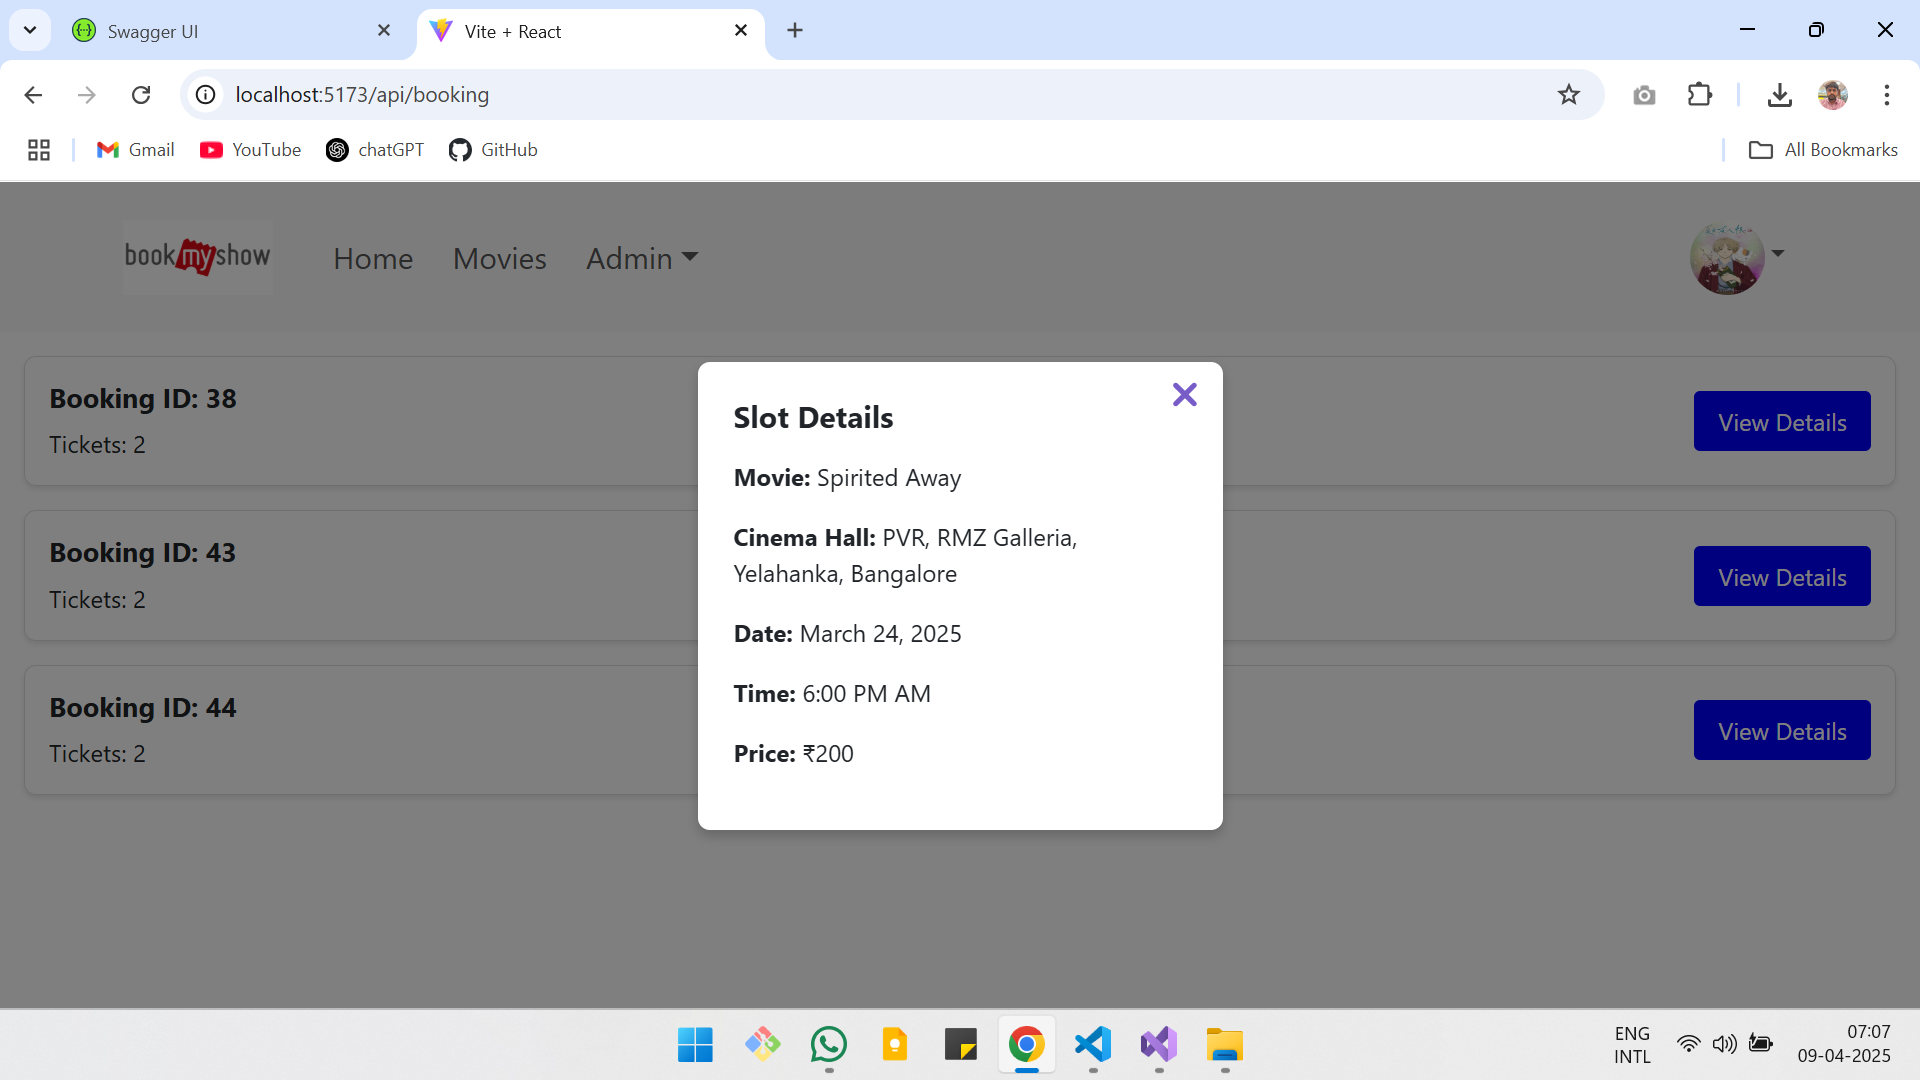 Swagger UI
Vite + React
localhost:5173/api/booking
Gmail
YouTube
chatGPT
GitHub
All Bookmarks
bookmyshow
Home
Movies
Admin
Booking ID: 38
Tickets: 2
View Details
Booking ID: 43
Tickets: 2
View Details
Booking ID: 44
Tickets: 2
View Details
Slot Details
Movie: Spirited Away
Cinema Hall: PVR, RMZ Galleria,
Yelahanka, Bangalore
Date: March 24, 2025
Time: 6:00 PM AM
Price: ₹200
ENG
INTL
07:07
09-04-2025